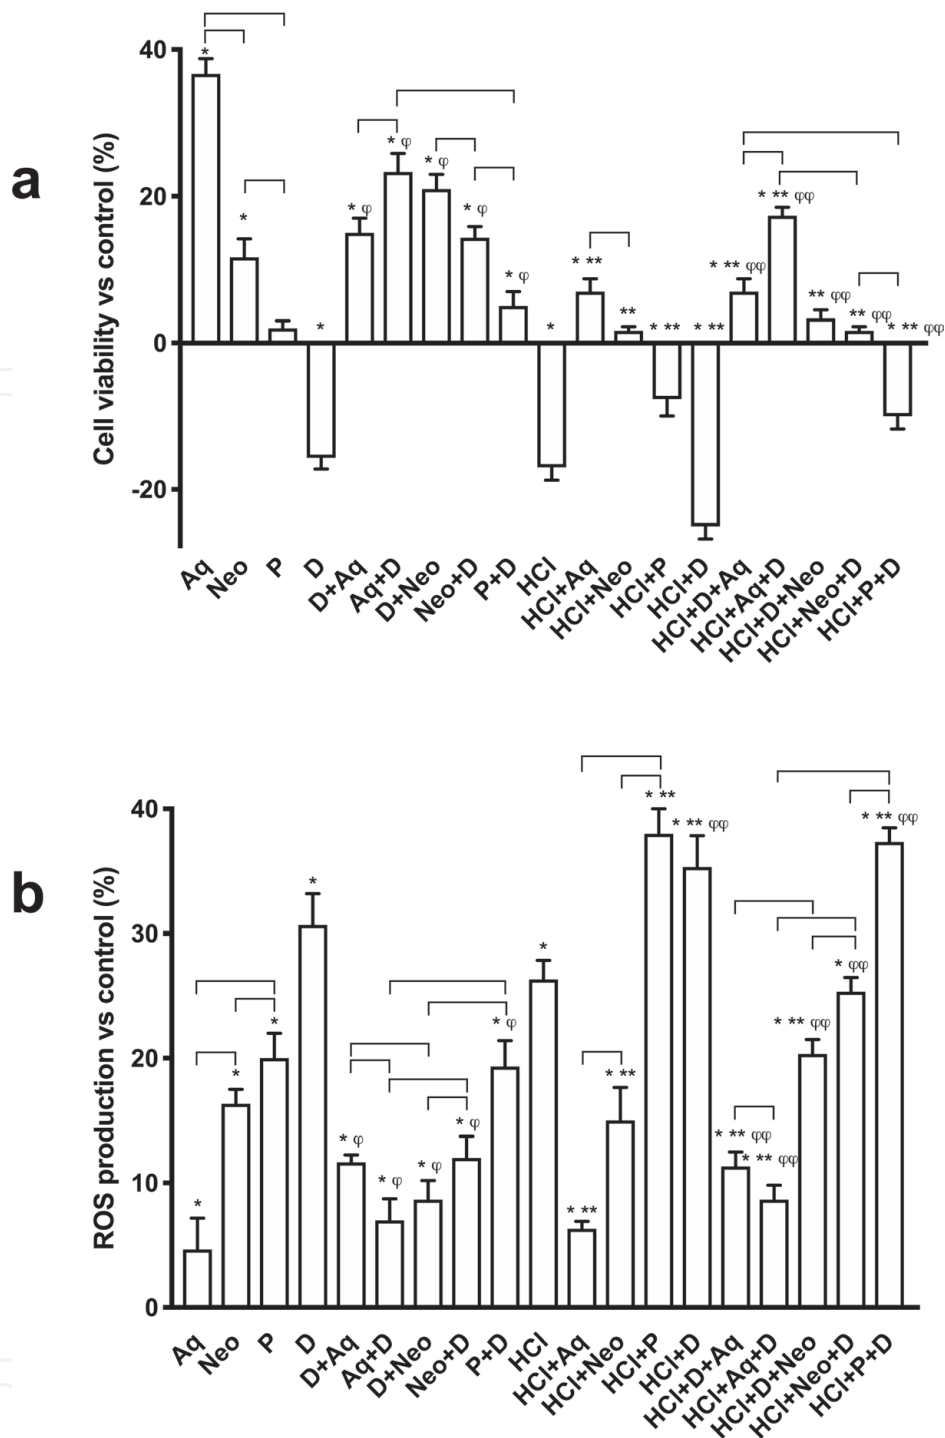 a
Cell viability vs control (%)
40
20
0
-20
*
*
*
* φ
* φ
* φ
* φ
* φ
*
* **
**
* **
* **
* ** φφ
* ** φφ
** φφ
** φφ
* ** φφ
Aq
Neo
P
D
D+Aq
Aq+D
D+Neo
Neo+D
P+D
HCl
HCl+Aq
HCl+Neo
HCl+P
HCl+D
HCl+D+Aq
HCl+Aq+D
HCl+D+Neo
HCl+Neo+D
HCl+P+D
b
ROS production vs control (%)
40
30
20
10
0
*
*
*
*
* φ
* φ
* φ
* φ
* φ
*
* **
* **
* **
* ** φφ
* ** φφ
* ** φφ
* ** φφ
* φφ
* ** φφ
Aq
Neo
P
D
D+Aq
Aq+D
D+Neo
Neo+D
P+D
HCl
HCl+Aq
HCl+Neo
HCl+P
HCl+D
HCl+D+Aq
HCl+Aq+D
HCl+D+Neo
HCl+Neo+D
HCl+P+D